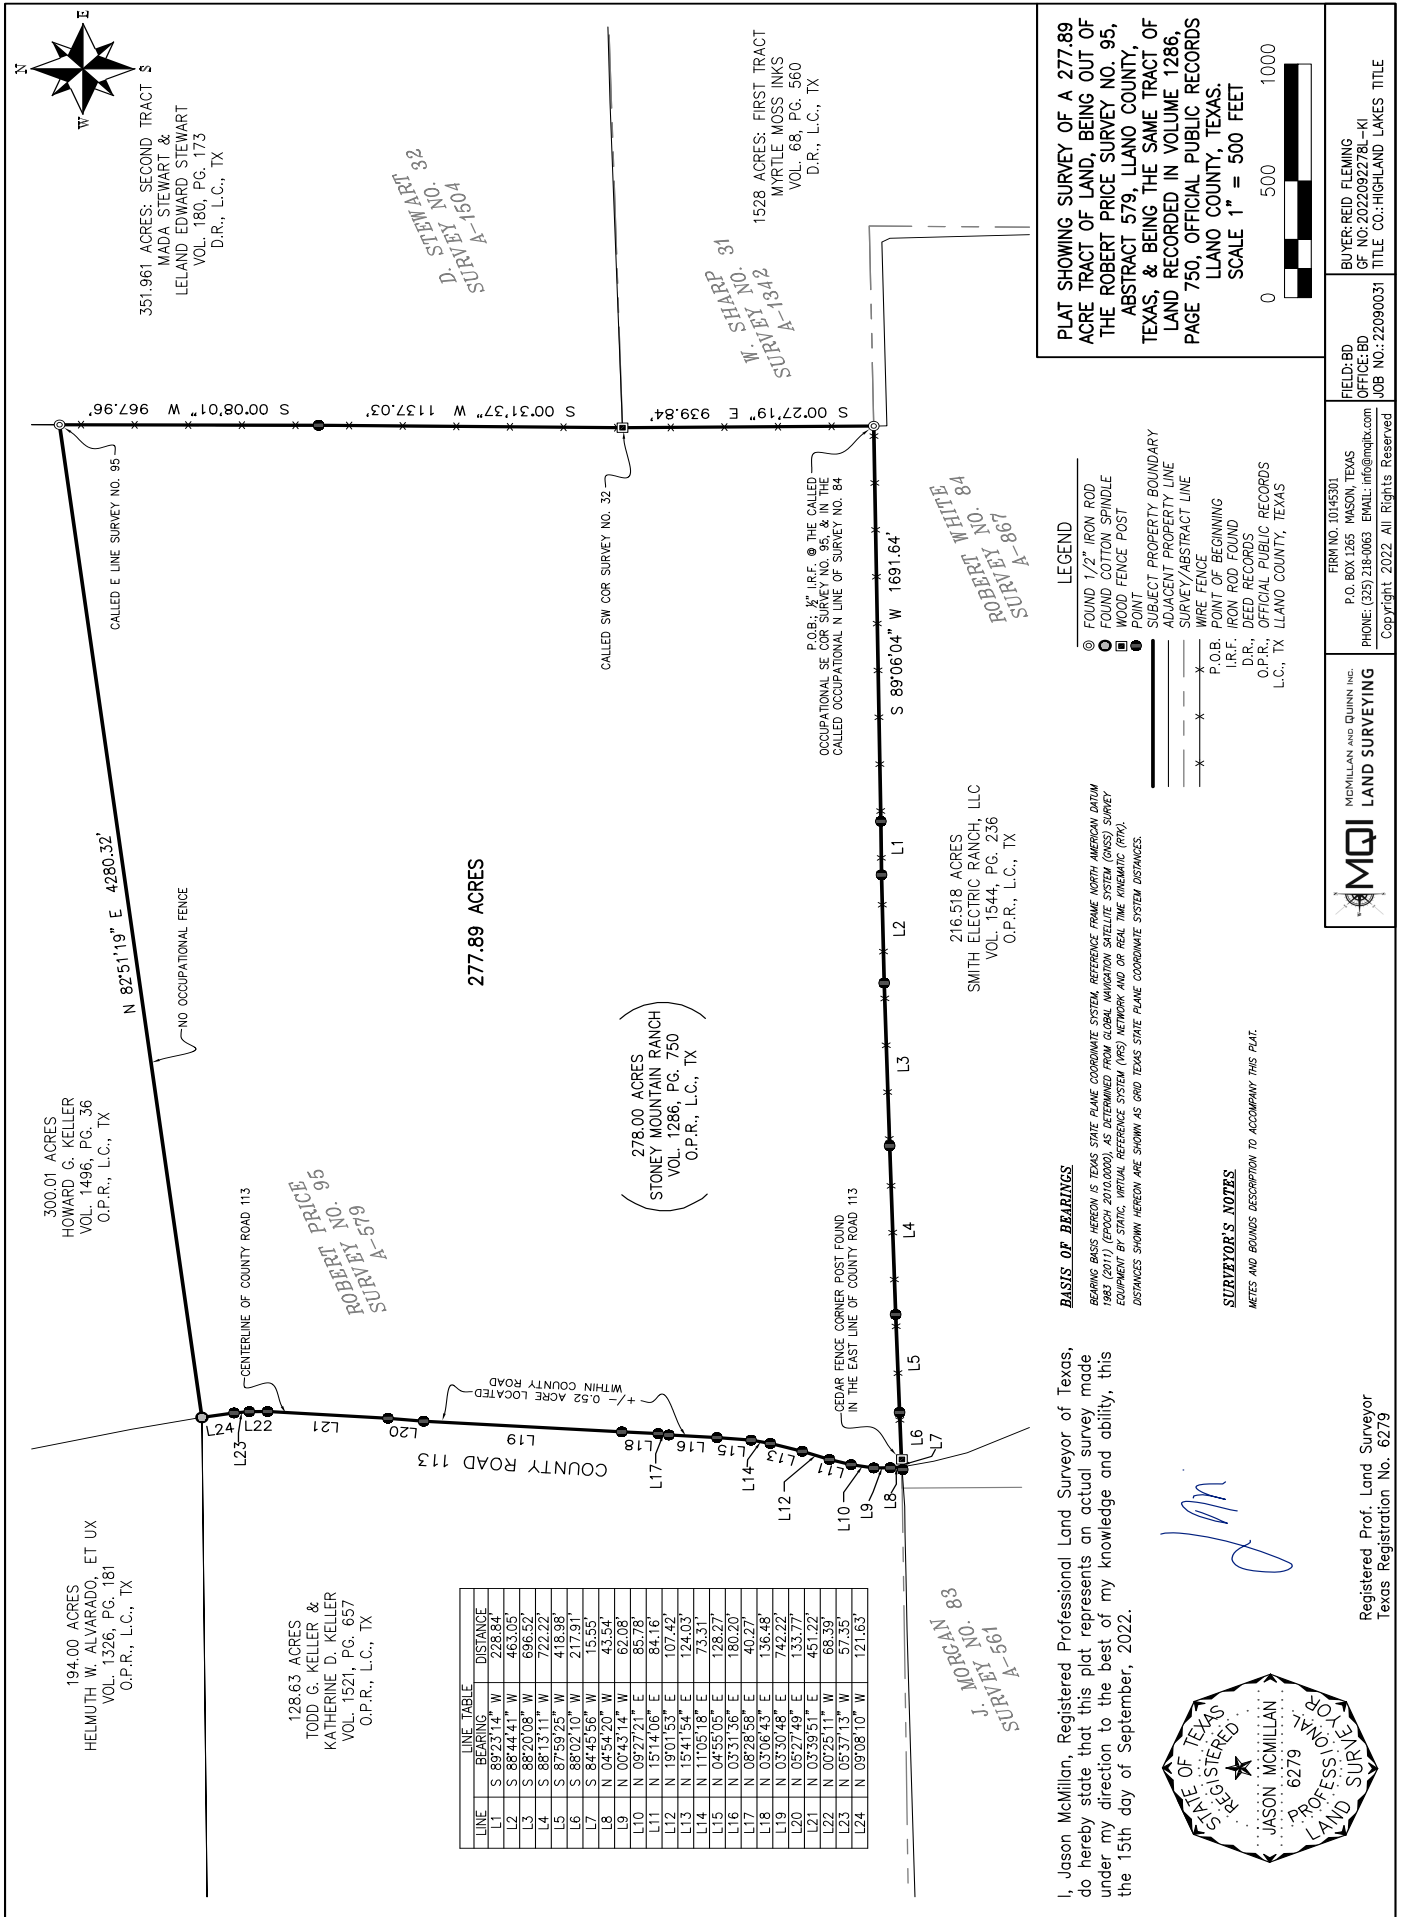 N
E
S
W
194.00 ACRES
HELMUTH W. ALVARADO, ET UX
VOL. 1326, PG. 181
O.P.R., L.C., TX
300.01 ACRES
HOWARD G. KELLER
VOL. 1496, PG. 36
O.P.R., L.C., TX
351.961 ACRES: SECOND TRACT
MADA STEWART &
LELAND EDWARD STEWART
VOL. 180, PG. 173
D.R., L.C., TX
CALLED E LINE SURVEY NO. 95
N 82°51'19" E 4280.32'
NO OCCUPATIONAL FENCE
S 00°08'01" W 967.96'
S 00°31'37" W 1137.03'
S 00°27'19" E 939.84'
128.63 ACRES
TODD G. KELLER &
KATHERINE D. KELLER
VOL. 1521, PG. 657
O.P.R., L.C., TX
L24
L23
L22
CENTERLINE OF COUNTY ROAD 113
L21
L20
L19
L18
L17
L16
L15
L14
L13
L12
L11
L10
L9
L8
L7
COUNTY ROAD 113
+/- 0.52 ACRE LOCATED
WITHIN COUNTY ROAD
ROBERT PRICE
SURVEY NO. 95
A-579
277.89 ACRES
278.00 ACRES
STONEY MOUNTAIN RANCH
VOL. 1286, PG. 750
O.P.R., L.C., TX
D. STEWART
SURVEY NO. 32
A-1504
CALLED SW COR SURVEY NO. 32
W. SHARP
SURVEY NO. 31
A-1342
1528 ACRES: FIRST TRACT
MYRTLE MOSS INKS
VOL. 68, PG. 560
D.R., L.C., TX
P.O.B.: ½" I.R.F. @ THE CALLED
OCCUPATIONAL SE COR SURVEY NO. 95, & IN THE
CALLED OCCUPATIONAL N LINE OF SURVEY NO. 84
CEDAR FENCE CORNER POST FOUND
IN THE EAST LINE OF COUNTY ROAD 113
S 89°06'04" W 1691.64'
L6
L5
L4
L3
L2
L1
LINE TABLE
LINE BEARING DISTANCE
L1 S 89°23'14" W 228.84'
L2 S 88°44'41" W 463.05'
L3 S 88°20'08" W 696.52'
L4 S 88°13'11" W 722.22'
L5 S 87°59'25" W 418.98'
L6 S 88°02'10" W 217.91'
L7 S 84°45'56" W 15.55'
L8 N 04°54'20" W 43.54'
L9 N 00°43'14" W 62.08'
L10 N 09°27'21" E 85.78'
L11 N 15°14'06" E 84.16'
L12 N 19°01'53" E 107.42'
L13 N 15°41'54" E 124.03'
L14 N 11°05'18" E 73.31'
L15 N 04°55'05" E 128.27'
L16 N 03°31'36" E 180.20'
L17 N 08°28'58" E 40.27'
L18 N 03°06'43" E 136.48'
L19 N 03°30'48" E 742.22'
L20 N 05°27'49" E 133.77'
L21 N 03°39'51" E 451.22'
L22 N 00°25'11" W 68.39'
L23 N 05°37'13" W 57.35'
L24 N 09°08'10" W 121.63'
J. MORGAN
SURVEY NO. 83
A-561
216.518 ACRES
SMITH ELECTRIC RANCH, LLC
VOL. 1544, PG. 236
O.P.R., L.C., TX
ROBERT WHITE
SURVEY NO. 84
A-867
I, Jason McMillan, Registered Professional Land Surveyor of Texas,
do hereby state that this plat represents an actual survey made
under my direction to the best of my knowledge and ability, this
the 15th day of September, 2022.
STATE OF TEXAS
REGISTERED
JASON MCMILLAN
6279
PROFESSIONAL
LAND SURVEYOR
Registered Prof. Land Surveyor
Texas Registration No. 6279
BASIS OF BEARINGS
BEARING BASIS HEREON IS TEXAS STATE PLANE COORDINATE SYSTEM, REFERENCE FRAME NORTH AMERICAN DATUM
1983 (2011) (EPOCH 2010.0000), AS DETERMINED FROM GLOBAL NAVIGATION SATELLITE SYSTEM (GNSS) SURVEY
EQUIPMENT BY STATIC, VIRTUAL REFERENCE SYSTEM (VRS) NETWORK AND OR REAL TIME KINEMATIC (RTK).
DISTANCES SHOWN HEREON ARE SHOWN AS GRID TEXAS STATE PLANE COORDINATE SYSTEM DISTANCES.
SURVEYOR'S NOTES
METES AND BOUNDS DESCRIPTION TO ACCOMPANY THIS PLAT.
LEGEND
FOUND 1/2" IRON ROD
FOUND COTTON SPINDLE
WOOD FENCE POST
POINT
SUBJECT PROPERTY BOUNDARY
ADJACENT PROPERTY LINE
SURVEY/ABSTRACT LINE
WIRE FENCE
P.O.B. POINT OF BEGINNING
I.R.F. IRON ROD FOUND
D.R., DEED RECORDS
O.P.R., OFFICIAL PUBLIC RECORDS
L.C., TX LLANO COUNTY, TEXAS
PLAT SHOWING SURVEY OF A 277.89
ACRE TRACT OF LAND, BEING OUT OF
THE ROBERT PRICE SURVEY NO. 95,
ABSTRACT 579, LLANO COUNTY,
TEXAS, & BEING THE SAME TRACT OF
LAND RECORDED IN VOLUME 1286,
PAGE 750, OFFICIAL PUBLIC RECORDS
LLANO COUNTY, TEXAS.
SCALE 1" = 500 FEET
0 500 1000
MQI MCMILLAN AND QUINN INC.
LAND SURVEYING
FIRM NO. 10145301
P.O. BOX 1265 MASON, TEXAS
PHONE: (325) 218-0063 EMAIL: info@mqitx.com
Copyright 2022 All Rights Reserved
FIELD: BD
OFFICE: BD
JOB NO.: 22090031
BUYER: REID FLEMING
GF NO: 2022092278L-KI
TITLE CO.: HIGHLAND LAKES TITLE